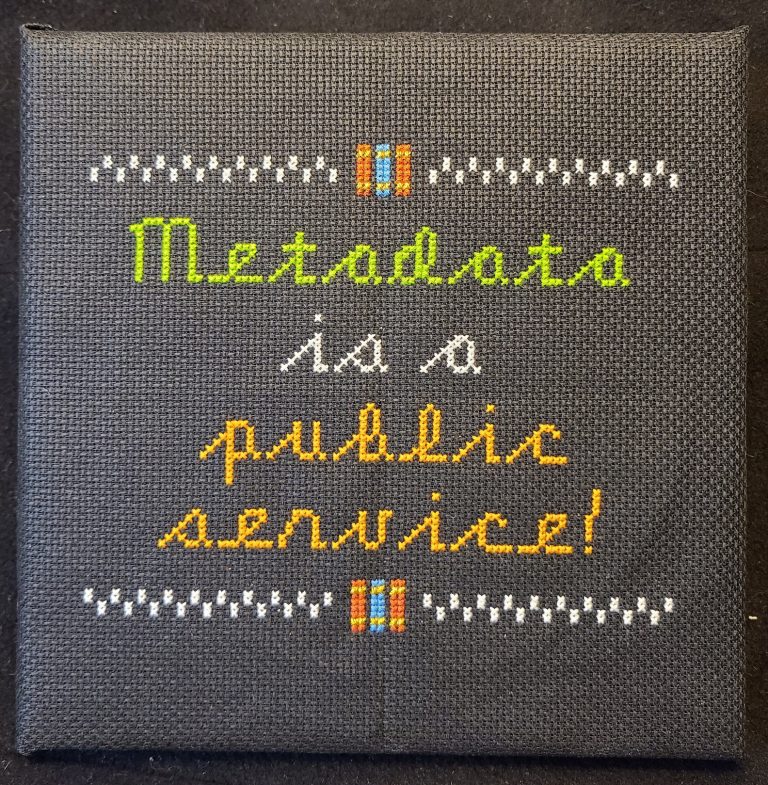 Metadata
is a
public
service!